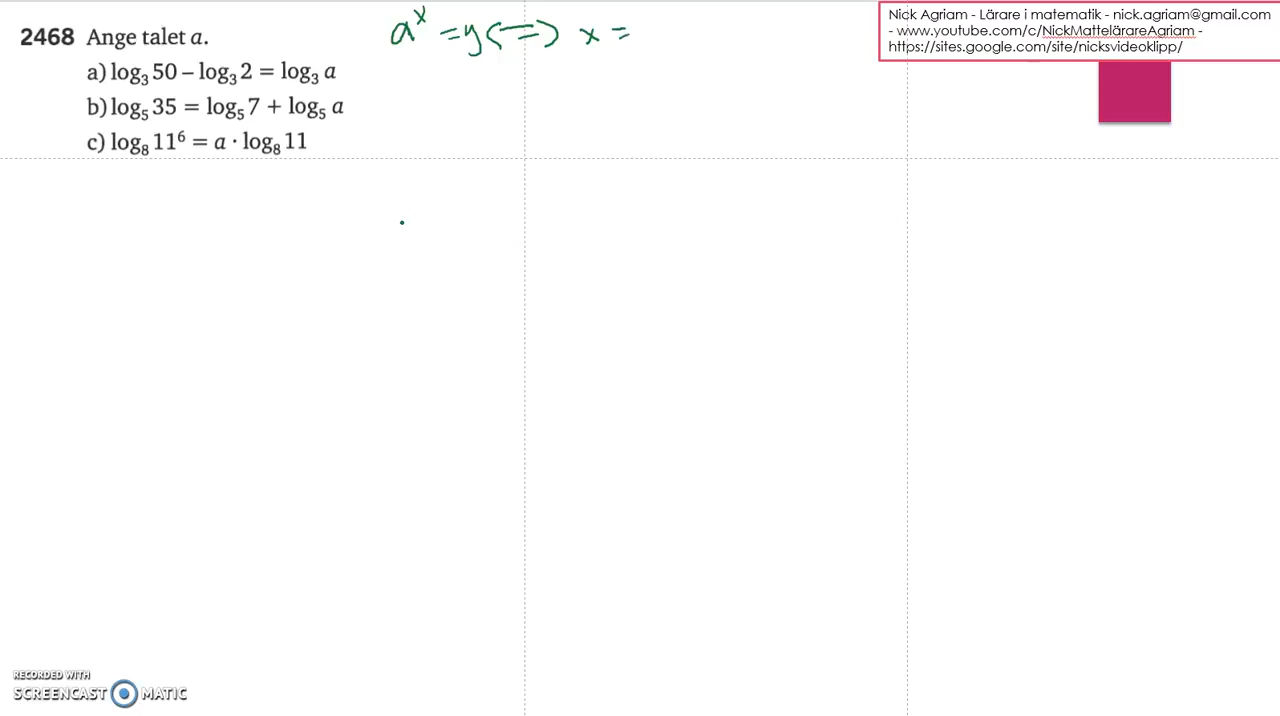 2468 Ange talet a.
a) log₃ 50 – log₃ 2 = log₃ a
b) log₅ 35 = log₅ 7 + log₅ a
c) log₈ 11⁶ = a · log₈ 11
aˣ = y ⟺ x =
Nick Agriam - Lärare i matematik - nick.agriam@gmail.com
- www.youtube.com/c/NickMattelärareAgriam -
https://sites.google.com/site/nicksvideoklipp/
RECORDED WITH
SCREENCAST MATIC